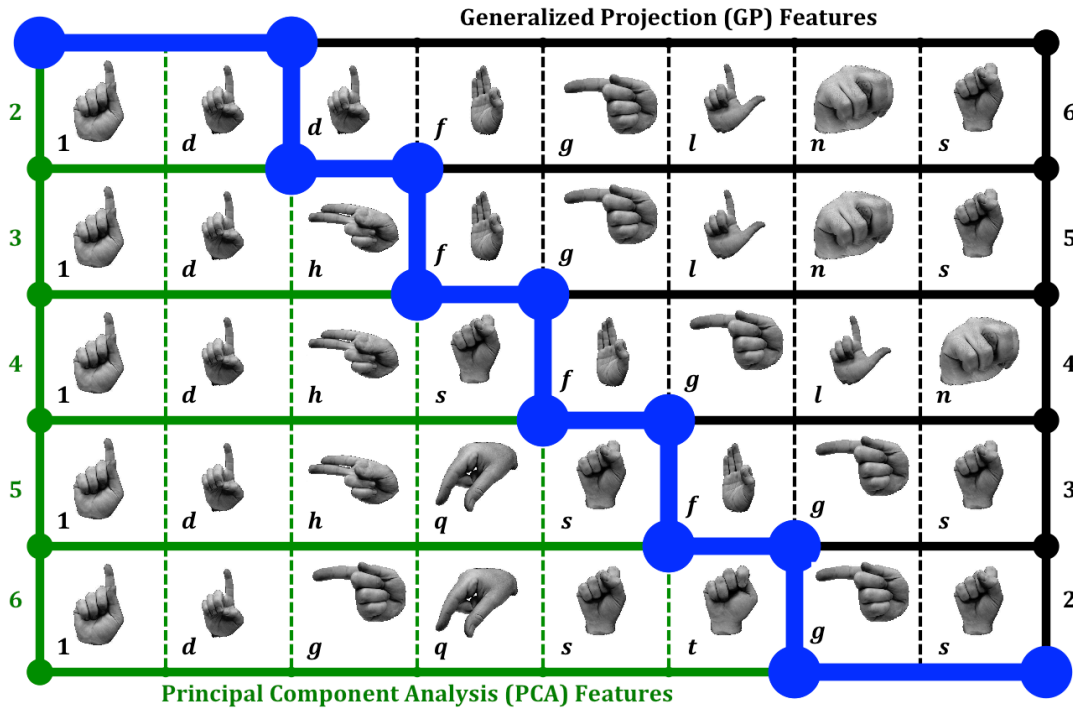 Generalized Projection (GP) Features
2 1 d d f g l n s 6
3 1 d h f g l n s 5
4 1 d h s f g l n 4
5 1 d h q s f g s 3
6 1 d g q s t g s 2
Principal Component Analysis (PCA) Features